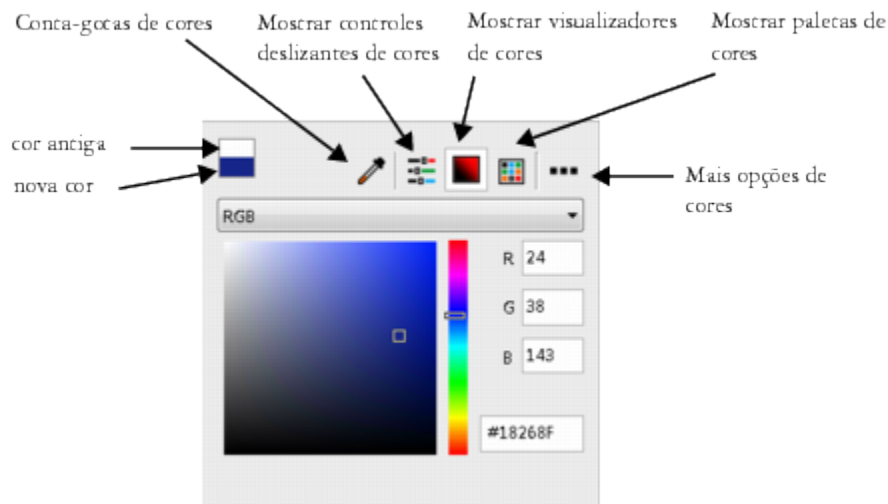 Conta-gotas de cores
Mostrar controles
deslizantes de cores
Mostrar visualizadores
de cores
Mostrar paletas de
cores
cor antiga
nova cor
Mais opções de
cores
RGB
R 24
G 38
B 143
#18268F